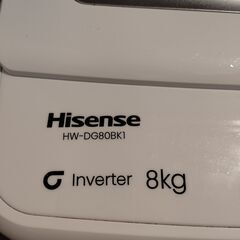 Hisense
HW-DG80BK1
Inverter 8kg